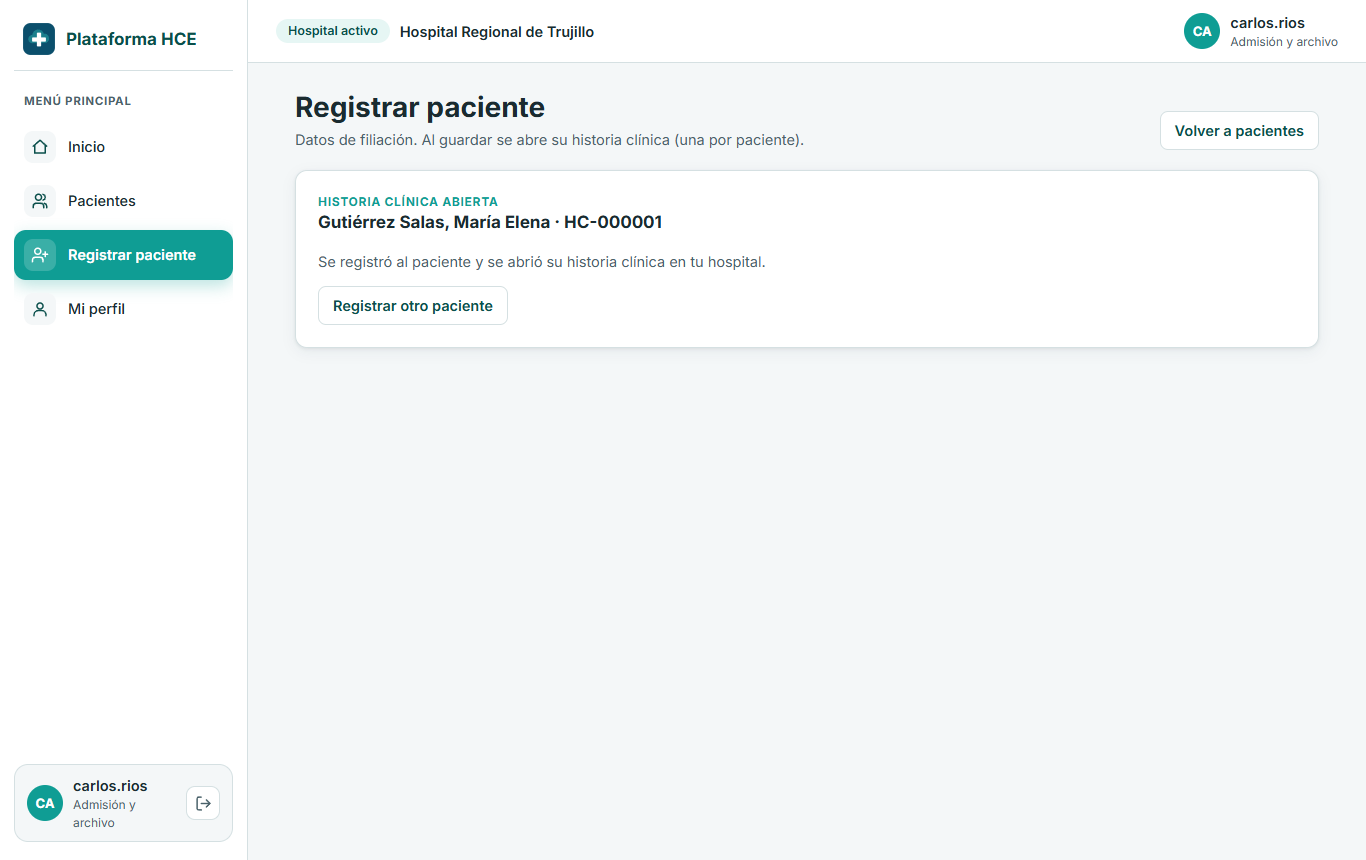 Plataforma HCE
MENÚ PRINCIPAL
Inicio
Pacientes
Registrar paciente
Mi perfil
CA
carlos.rios
Admisión y
archivo
Hospital activo
Hospital Regional de Trujillo
CA
carlos.rios
Admisión y archivo
Registrar paciente
Datos de filiación. Al guardar se abre su historia clínica (una por paciente).
Volver a pacientes
HISTORIA CLÍNICA ABIERTA
Gutiérrez Salas, María Elena · HC-000001
Se registró al paciente y se abrió su historia clínica en tu hospital.
Registrar otro paciente